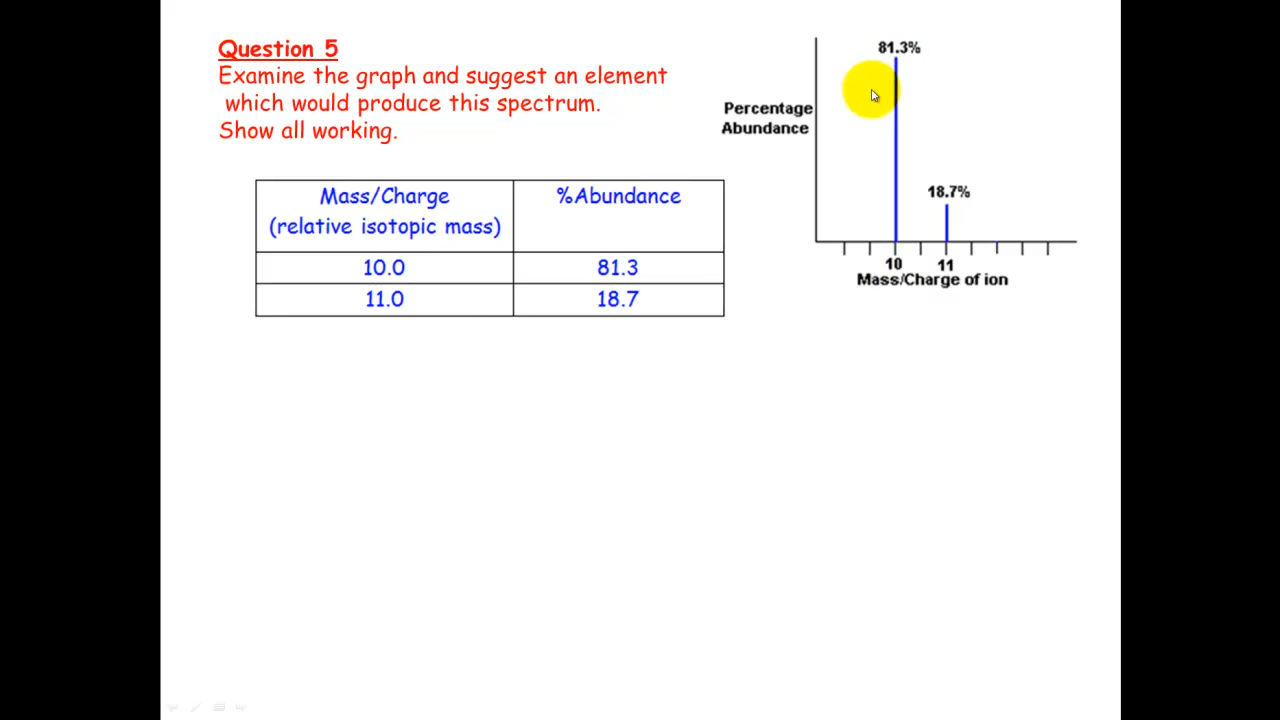 Question 5
Examine the graph and suggest an element
which would produce this spectrum.
Show all working.
Mass/Charge
(relative isotopic mass)
%Abundance
10.0
81.3
11.0
18.7
81.3%
Percentage
Abundance
18.7%
10
11
Mass/Charge of ion